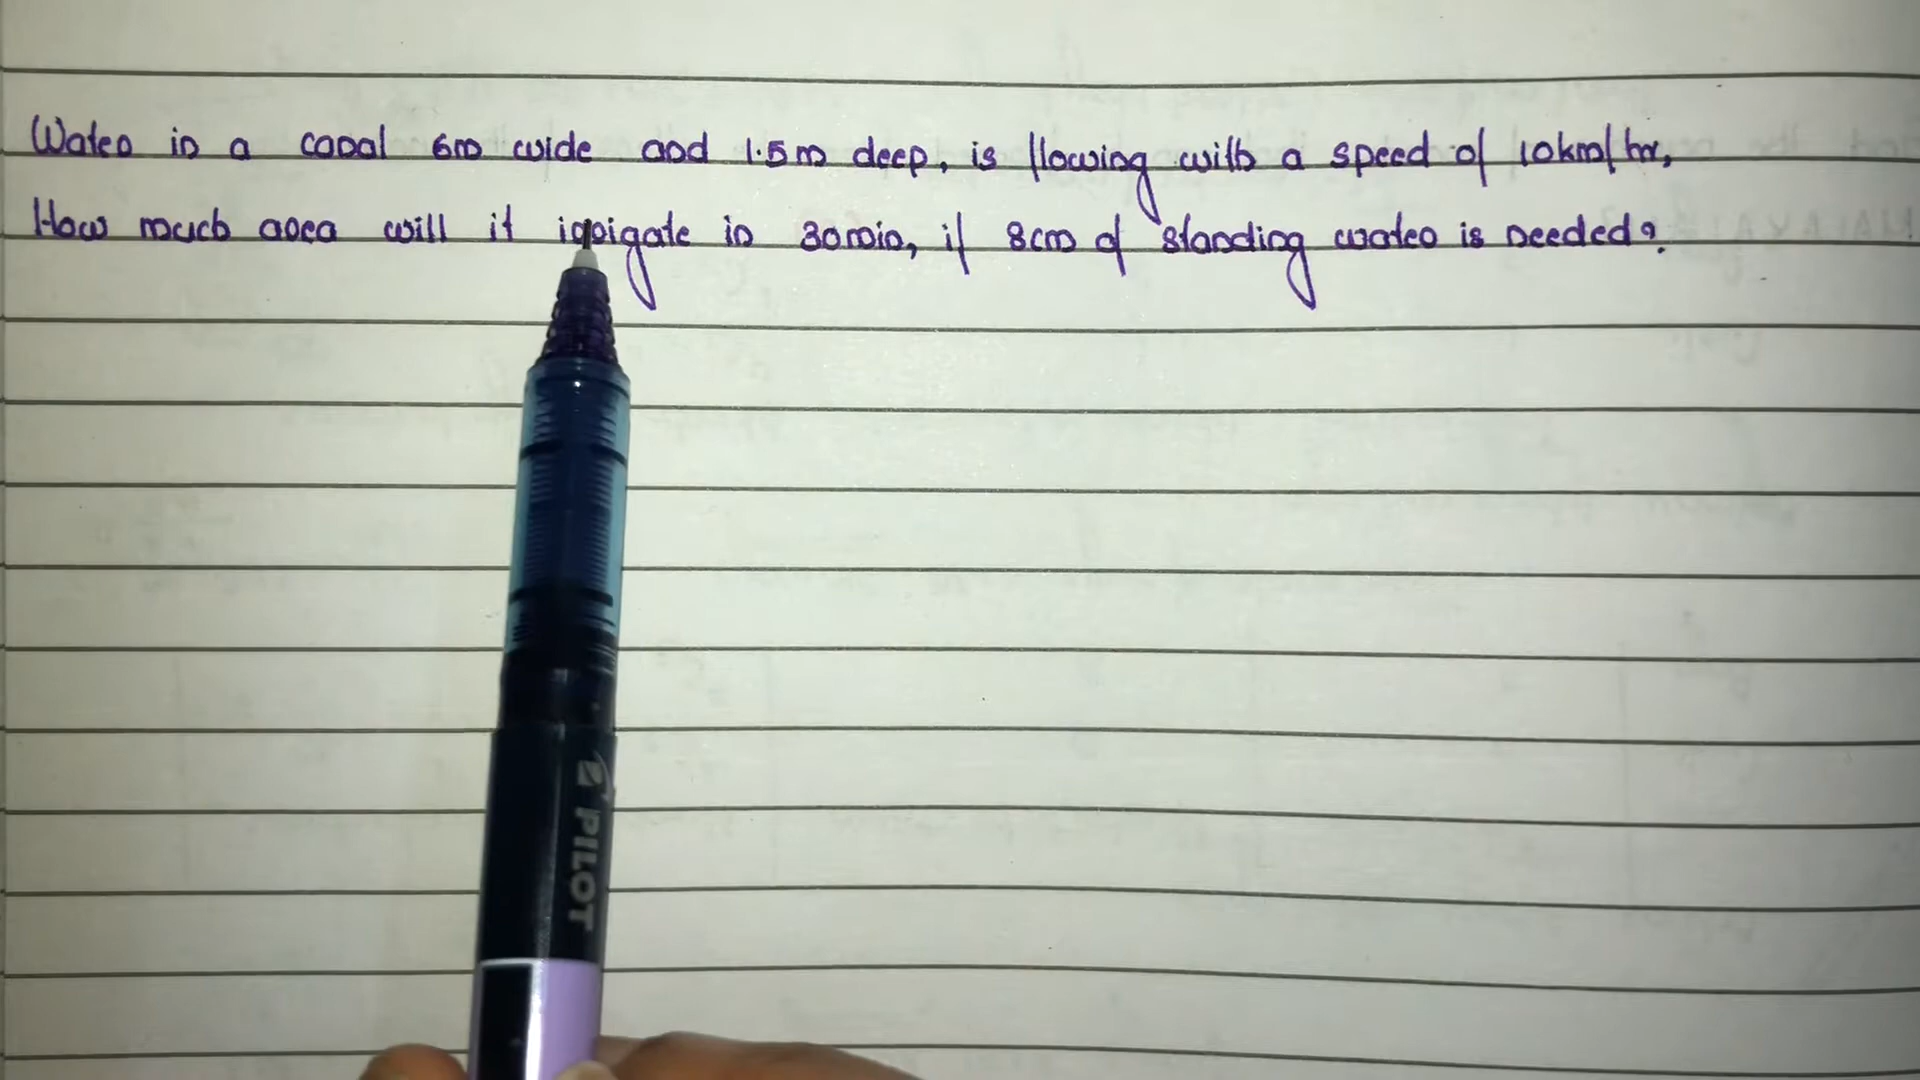 Water in a canal 6m wide and 1.5m deep, is flowing with a speed of 10km/hr,
How much area will it irrigate in 30min, if 8cm of standing water is needed?
PILOT